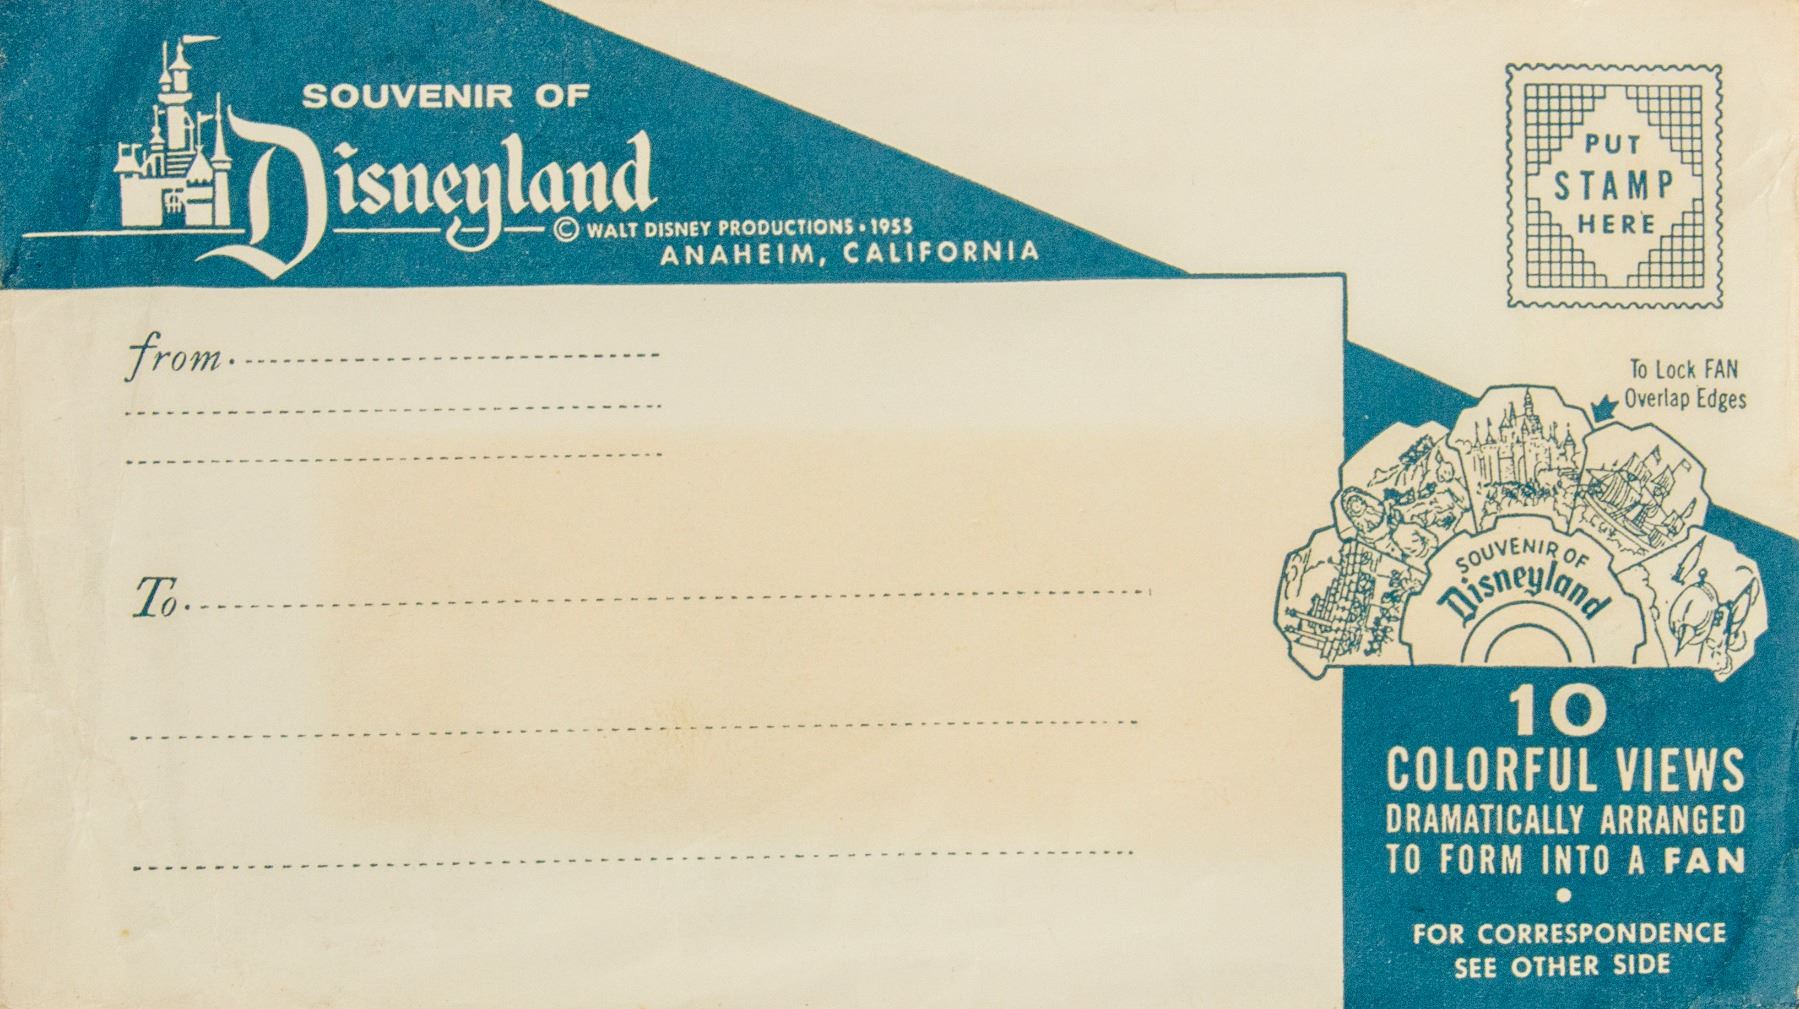 SOUVENIR OF
Disneyland
© WALT DISNEY PRODUCTIONS • 1955
ANAHEIM, CALIFORNIA
PUT
STAMP
HERE
from
To
To Lock FAN
Overlap Edges
SOUVENIR OF
Disneyland
10
COLORFUL VIEWS
DRAMATICALLY ARRANGED
TO FORM INTO A FAN
•
FOR CORRESPONDENCE
SEE OTHER SIDE